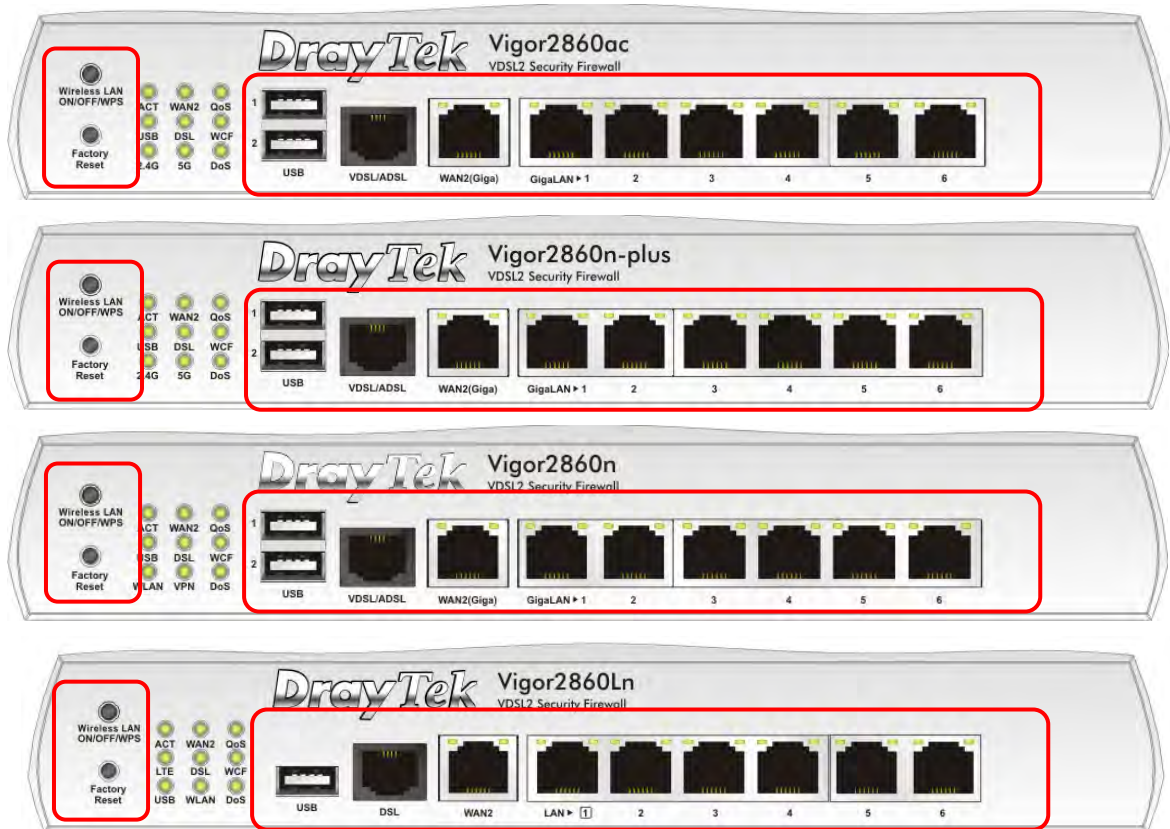 DrayTek Vigor2860ac
VDSL2 Security Firewall
Wireless LAN
ON/OFF/WPS
ACT WAN2 QoS
USB DSL WCF
2.4G 5G DoS
Factory
Reset
1
2
USB VDSL/ADSL WAN2(Giga) GigaLAN ▶ 1 2 3 4 5 6
DrayTek Vigor2860n-plus
VDSL2 Security Firewall
Wireless LAN
ON/OFF/WPS
ACT WAN2 QoS
USB DSL WCF
2.4G 5G DoS
Factory
Reset
1
2
USB VDSL/ADSL WAN2(Giga) GigaLAN ▶ 1 2 3 4 5 6
DrayTek Vigor2860n
VDSL2 Security Firewall
Wireless LAN
ON/OFF/WPS
ACT WAN2 QoS
USB DSL WCF
WLAN VPN DoS
Factory
Reset
1
2
USB VDSL/ADSL WAN2(Giga) GigaLAN ▶ 1 2 3 4 5 6
DrayTek Vigor2860Ln
VDSL2 Security Firewall
Wireless LAN
ON/OFF/WPS
ACT WAN2 QoS
LTE DSL WCF
USB WLAN DoS
Factory
Reset
USB DSL WAN2 LAN ▶ 1 2 3 4 5 6